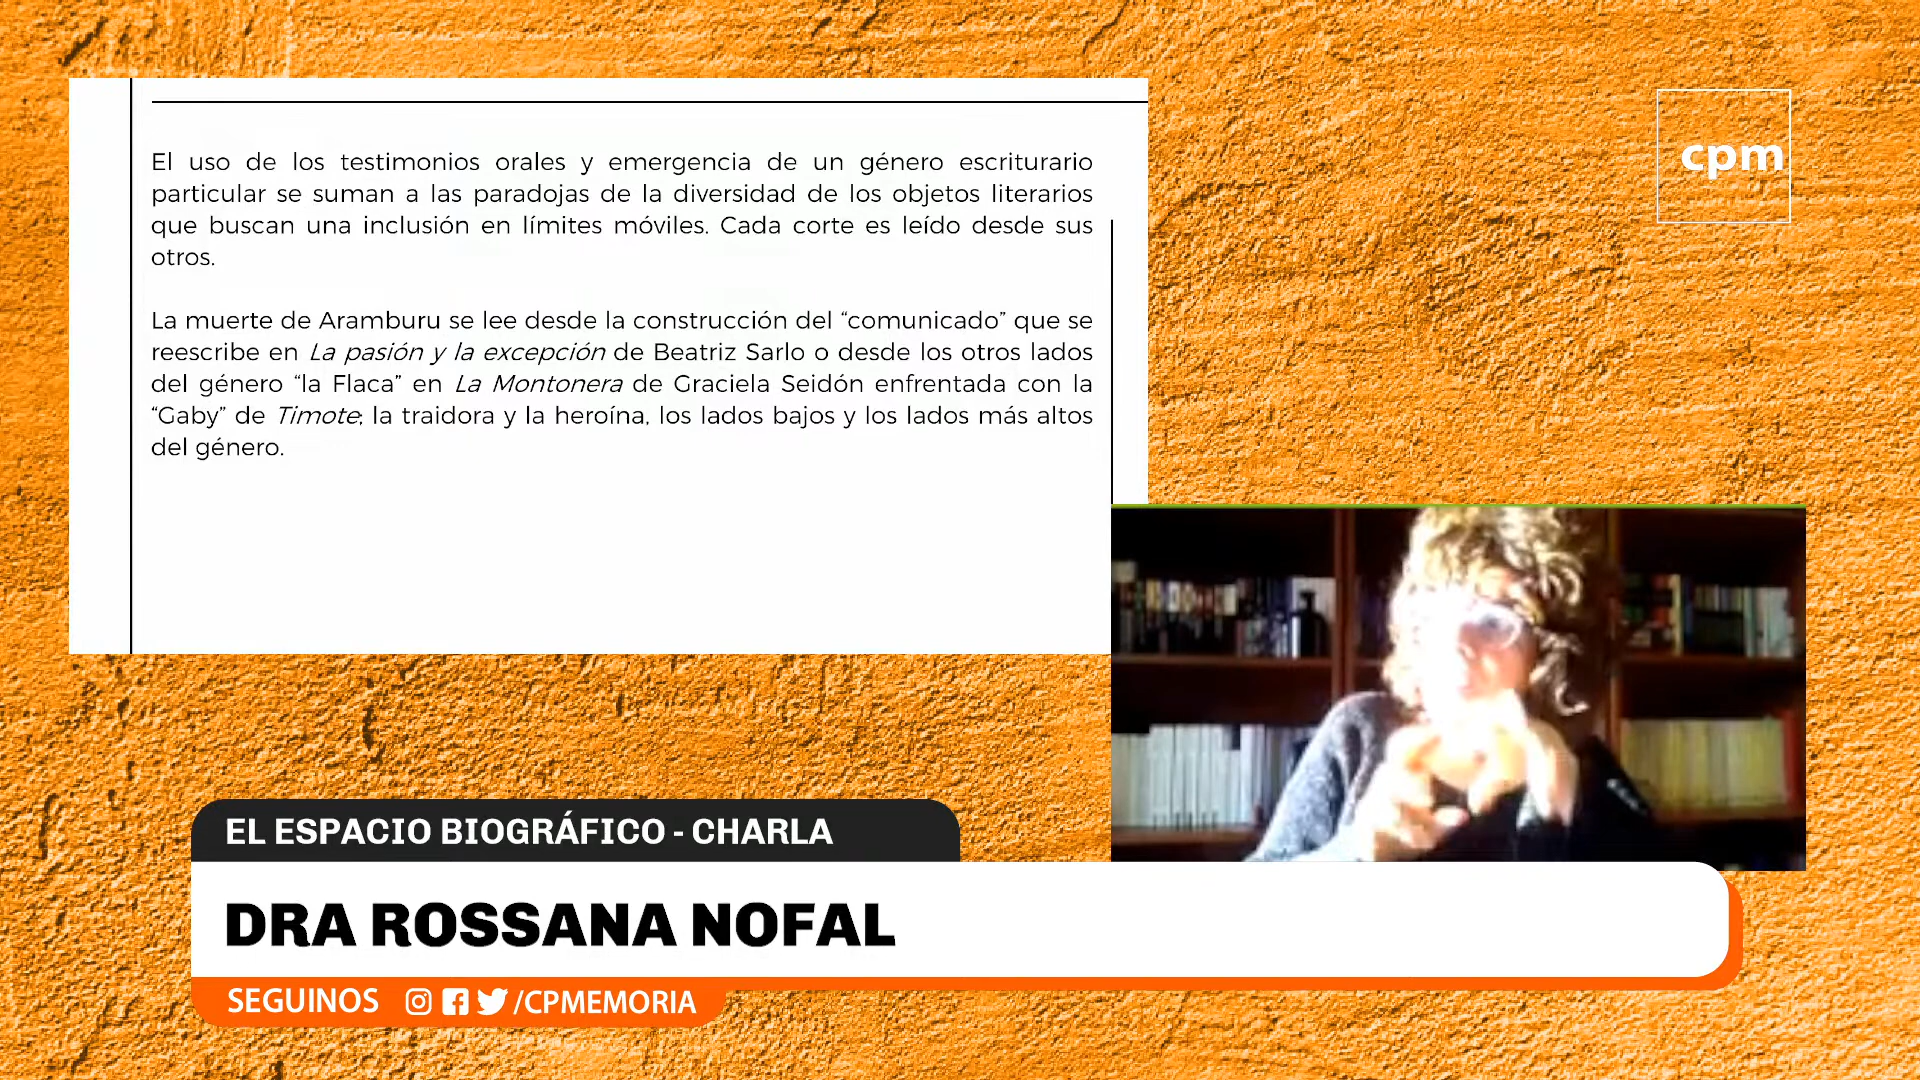 El uso de los testimonios orales y emergencia de un género escriturario
particular se suman a las paradojas de la diversidad de los objetos literarios
que buscan una inclusión en límites móviles. Cada corte es leído desde sus
otros.
La muerte de Aramburu se lee desde la construcción del “comunicado” que se
reescribe en La pasión y la excepción de Beatriz Sarlo o desde los otros lados
del género “la Flaca” en La Montonera de Graciela Seidón enfrentada con la
“Gaby” de Timote; la traidora y la heroína, los lados bajos y los lados más altos
del género.
cpm
EL ESPACIO BIOGRÁFICO - CHARLA
DRA ROSSANA NOFAL
SEGUINOS /CPMEMORIA